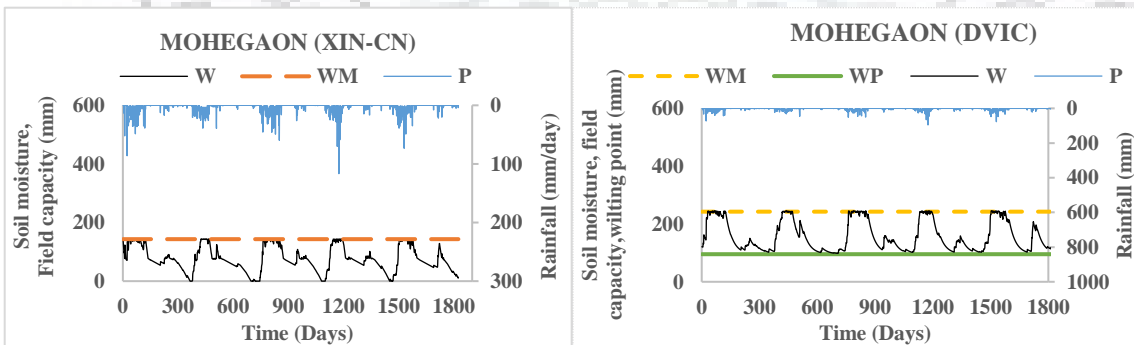 MOHEGAON (XIN-CN)
W WM P
Soil moisture,
Field capacity (mm)
600
400
200
0
0
100
200
300
Rainfall (mm/day)
0 300 600 900 1200 1500 1800
Time (Days)
MOHEGAON (DVIC)
WM WP W P
Soil moisture, field
capacity,wilting point (mm)
600
400
200
0
0
200
400
600
800
1000
Rainfall (mm)
0 300 600 900 1200 1500 1800
Time (Days)